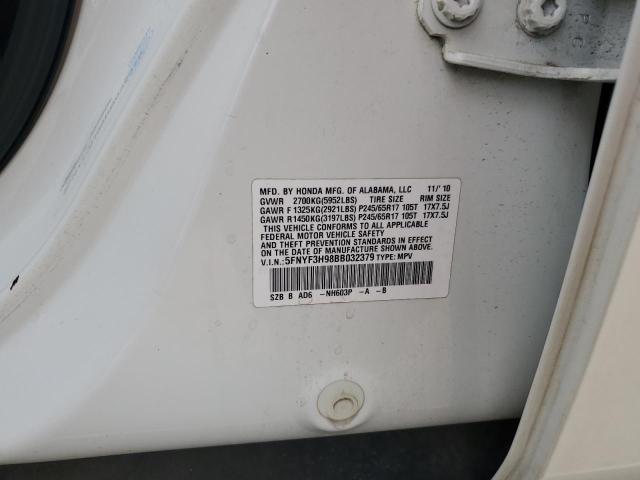 MFD. BY HONDA MFG. OF ALABAMA, LLC 11/'10
GVWR 2700KG(5952LBS) TIRE SIZE RIM SIZE
GAWR F 1325KG(2921LBS) P245/65R17 105T 17X7.5J
GAWR R1450KG(3197LBS) P245/65R17 105T 17X7.5J
THIS VEHICLE CONFORMS TO ALL APPLICABLE
FEDERAL MOTOR VEHICLE SAFETY
AND THEFT PREVENTION STANDARDS IN EFFECT
ON THE DATE OF MANUFACTURE SHOWN ABOVE.
V.I.N.: 5FNYF3H98BB032379 TYPE: MPV
SZB B AD6 -NH603P -A -B